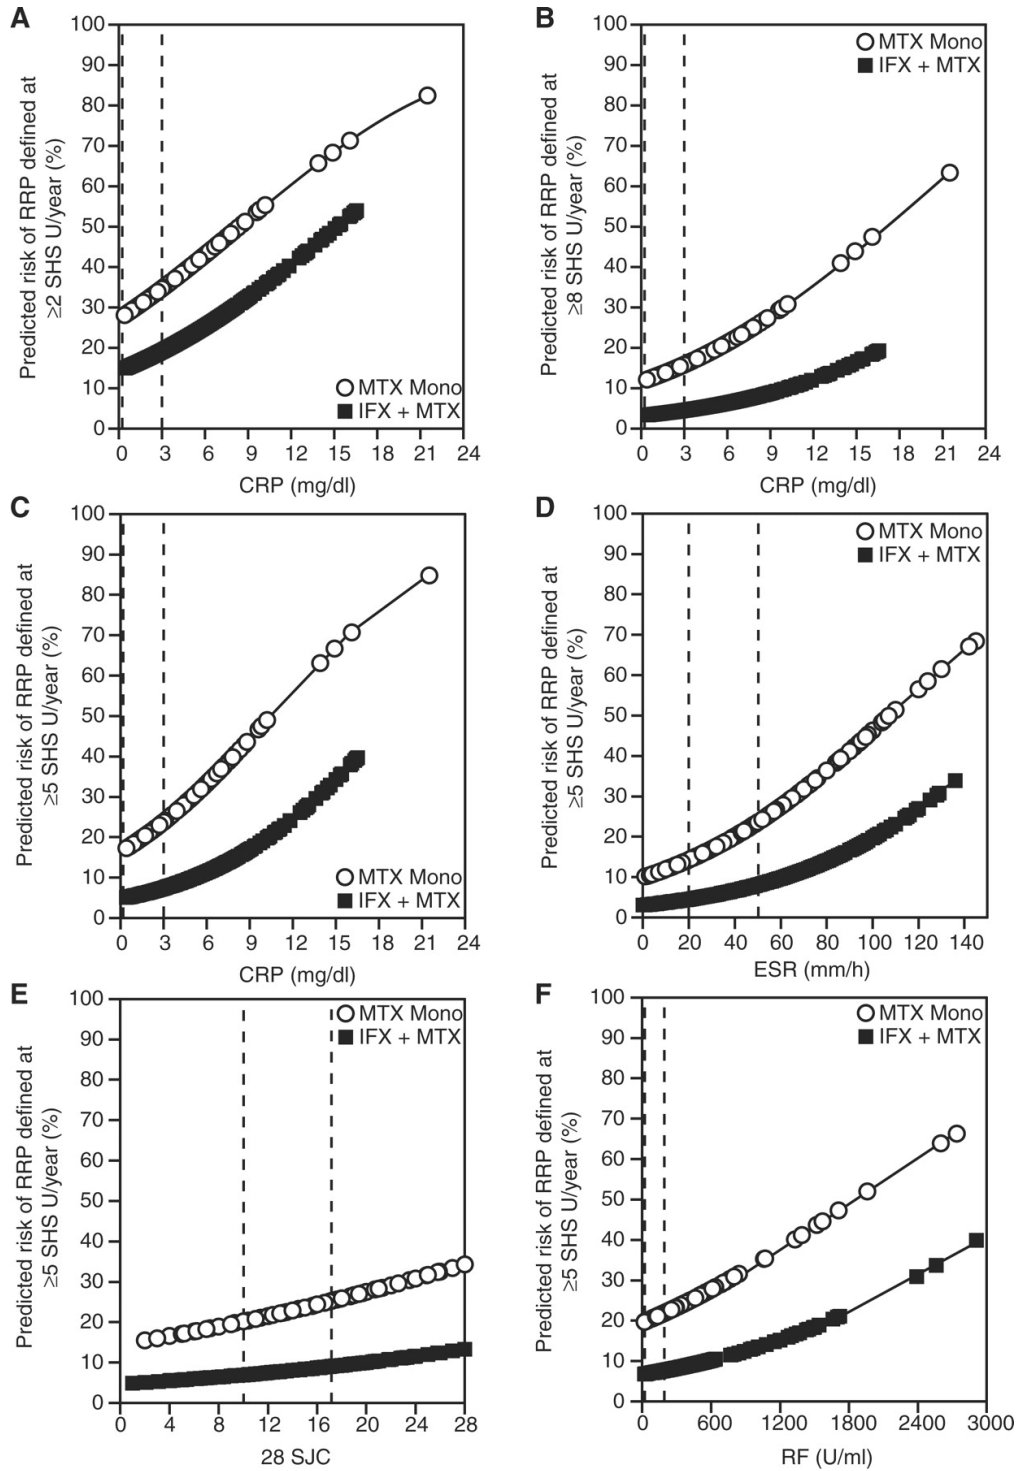 A
Predicted risk of RRP defined at
≥2 SHS U/year (%)
100
90
80
70
60
50
40
30
20
10
0
MTX Mono
IFX + MTX
0 3 6 9 12 15 18 21 24
CRP (mg/dl)
B
Predicted risk of RRP defined at
≥8 SHS U/year (%)
100
90
80
70
60
50
40
30
20
10
0
MTX Mono
IFX + MTX
0 3 6 9 12 15 18 21 24
CRP (mg/dl)
C
Predicted risk of RRP defined at
≥5 SHS U/year (%)
100
90
80
70
60
50
40
30
20
10
0
MTX Mono
IFX + MTX
0 3 6 9 12 15 18 21 24
CRP (mg/dl)
D
Predicted risk of RRP defined at
≥5 SHS U/year (%)
100
90
80
70
60
50
40
30
20
10
0
MTX Mono
IFX + MTX
0 20 40 60 80 100 120 140
ESR (mm/h)
E
Predicted risk of RRP defined at
≥5 SHS U/year (%)
100
90
80
70
60
50
40
30
20
10
0
MTX Mono
IFX + MTX
0 4 8 12 16 20 24 28
28 SJC
F
Predicted risk of RRP defined at
≥5 SHS U/year (%)
100
90
80
70
60
50
40
30
20
10
0
MTX Mono
IFX + MTX
0 600 1200 1800 2400 3000
RF (U/ml)